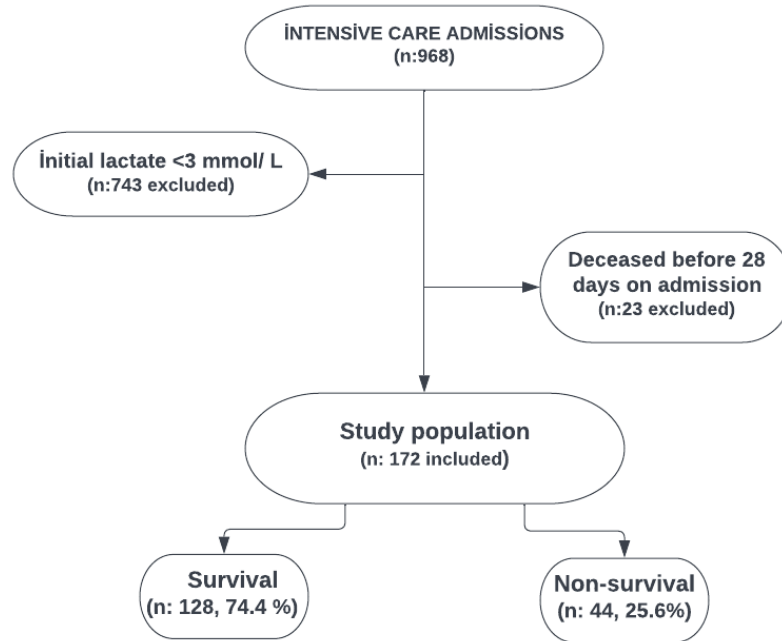 İNTENSİVE CARE ADMİSSİONS
(n:968)
İnitial lactate <3 mmol/ L
(n:743 excluded)
Deceased before 28
days on admission
(n:23 excluded)
Study population
(n: 172 included)
Survival
(n: 128, 74.4 %)
Non-survival
(n: 44, 25.6%)